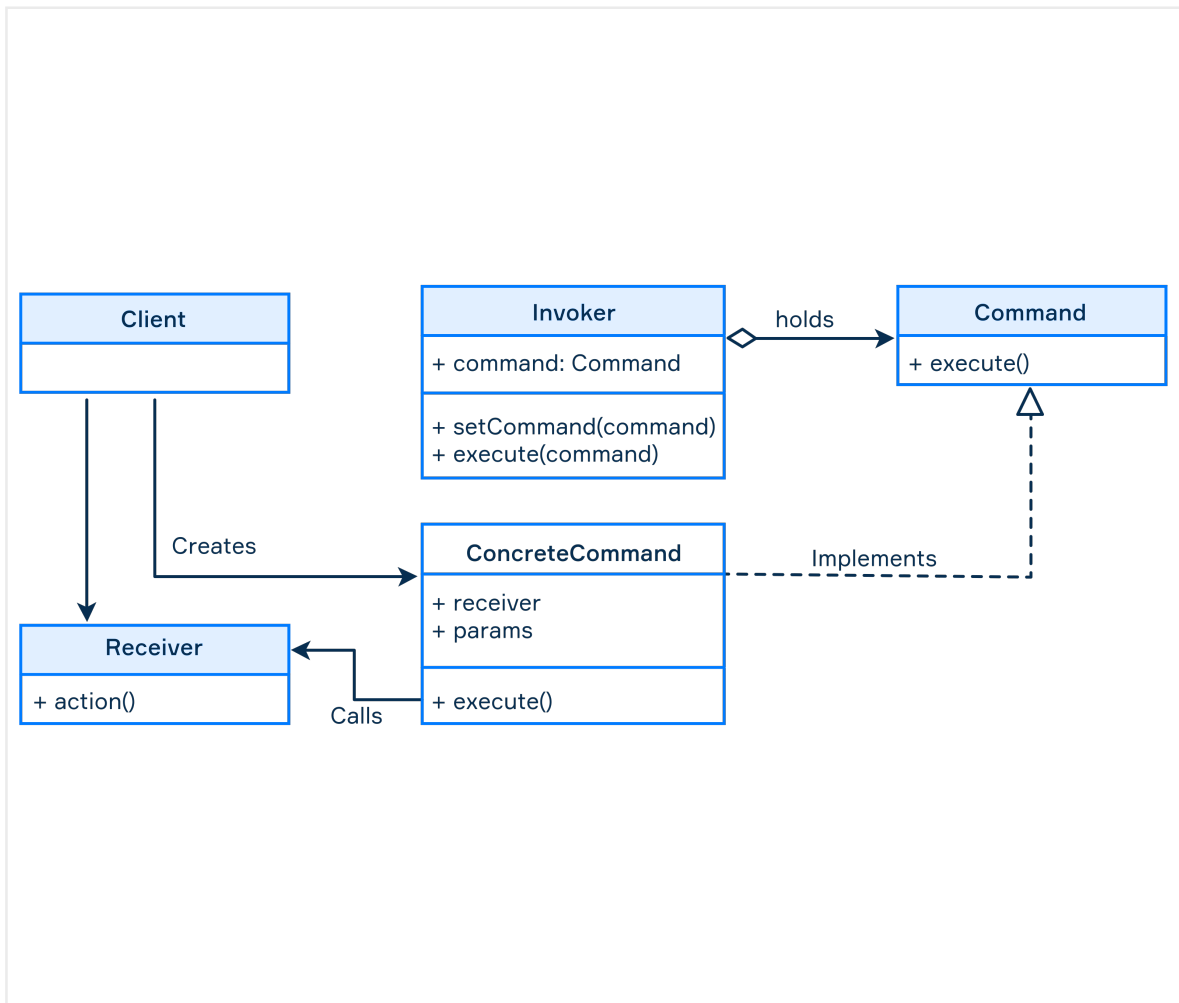 Client
Invoker
+ command: Command
+ setCommand(command)
+ execute(command)
holds
Command
+ execute()
Creates
ConcreteCommand
+ receiver
+ params
+ execute()
Implements
Receiver
+ action()
Calls